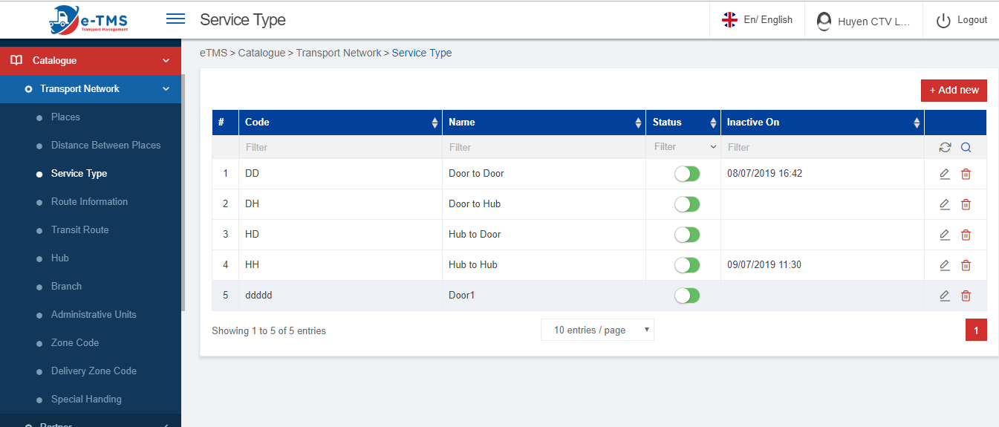 e-TMS
Transport Management
Service Type
En/ English
Huyen CTV L...
Logout
eTMS > Catalogue > Transport Network > Service Type
Catalogue
Transport Network
Places
Distance Between Places
Service Type
Route Information
Transit Route
Hub
Branch
Administrative Units
Zone Code
Delivery Zone Code
Special Handing
Partner
+ Add new
# Code Name Status Inactive On
Filter Filter Filter Filter
1 DD Door to Door 08/07/2019 16:42
2 DH Door to Hub
3 HD Hub to Door
4 HH Hub to Hub 09/07/2019 11:30
5 ddddd Door1
Showing 1 to 5 of 5 entries 10 entries / page 1